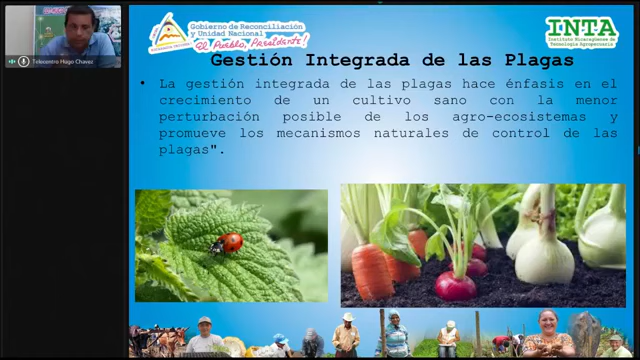 Gobierno de Reconciliación
y Unidad Nacional
El Pueblo, Presidente!
INTA
Instituto Nicaragüense de
Tecnología Agropecuaria
Gestión Integrada de las Plagas
• La gestión integrada de las plagas hace énfasis en el
crecimiento de un cultivo sano con la menor
perturbación posible de los agro-ecosistemas y
promueve los mecanismos naturales de control de las
plagas".
Telecentro Hugo Chavez